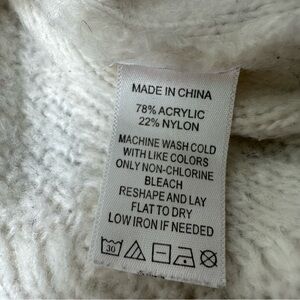 MADE IN CHINA
78% ACRYLIC
22% NYLON
MACHINE WASH COLD
WITH LIKE COLORS
ONLY NON-CHLORINE
BLEACH
RESHAPE AND LAY
FLAT TO DRY
LOW IRON IF NEEDED
30